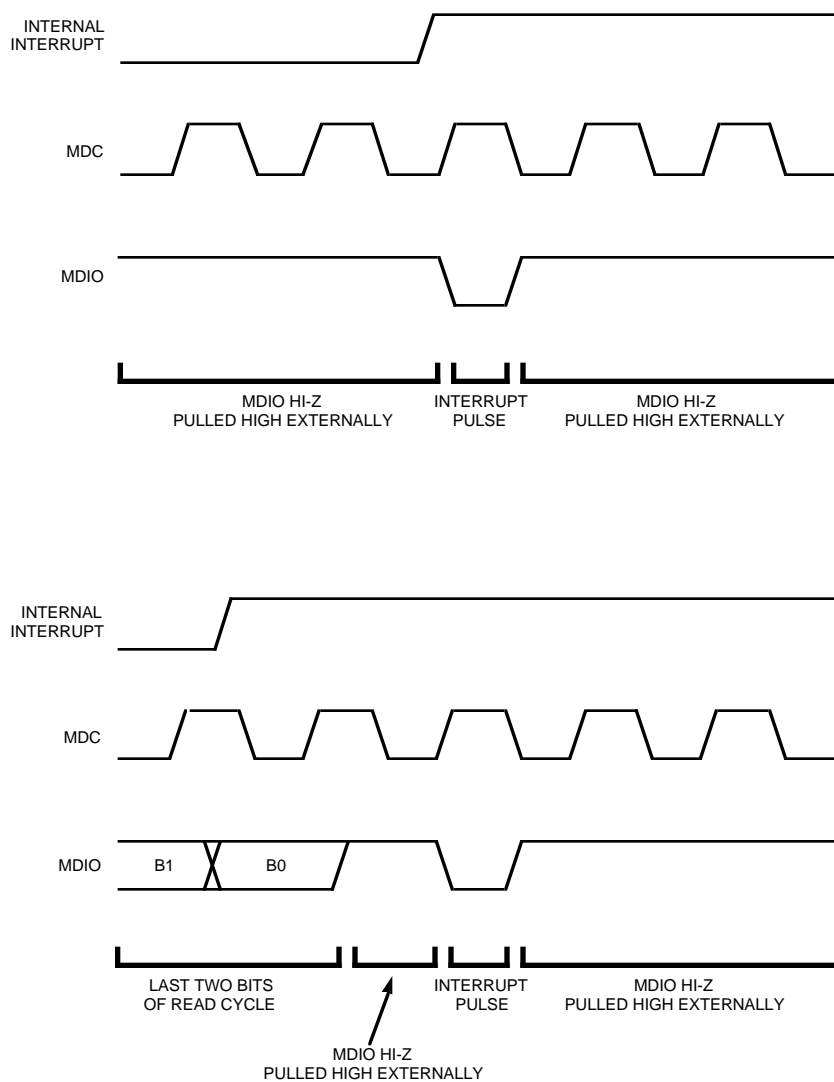 INTERNAL
INTERRUPT
MDC
MDIO
MDIO HI-Z
PULLED HIGH EXTERNALLY
INTERRUPT
PULSE
MDIO HI-Z
PULLED HIGH EXTERNALLY
INTERNAL
INTERRUPT
MDC
MDIO
B1
B0
LAST TWO BITS
OF READ CYCLE
INTERRUPT
PULSE
MDIO HI-Z
PULLED HIGH EXTERNALLY
MDIO HI-Z
PULLED HIGH EXTERNALLY